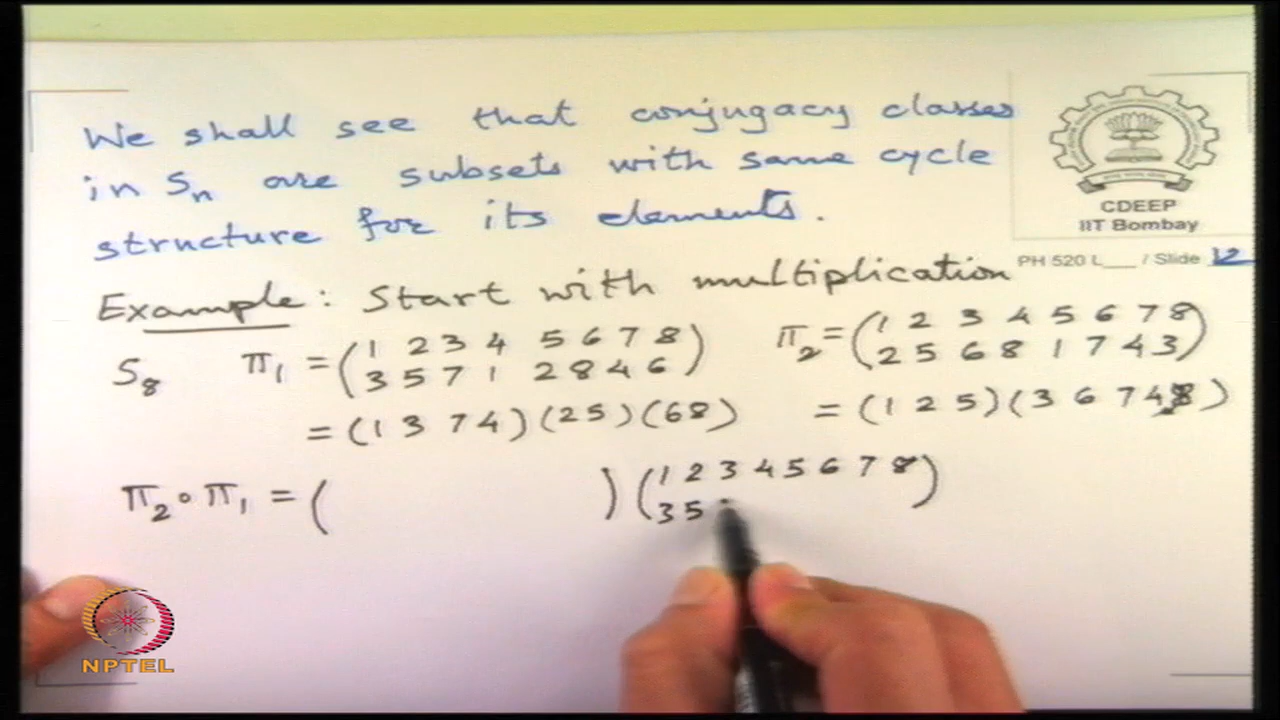 We shall see that conjugacy classes
in Sn are subsets with same cycle
structure for its elements.
CDEEP
IIT Bombay
PH 520 L___ / Slide 12
Example: Start with multiplication
S8 π1 = (1 2 3 4 5 6 7 8 π2 = (1 2 3 4 5 6 7 8
3 5 7 1 2 8 4 6) 2 5 6 8 1 7 4 3)
= (1 3 7 4)(2 5)(6 8) = (1 2 5)(3 6 7 4 8)
π2 ∘ π1 = ( ) (1 2 3 4 5 6 7 8)
3 5
NPTEL